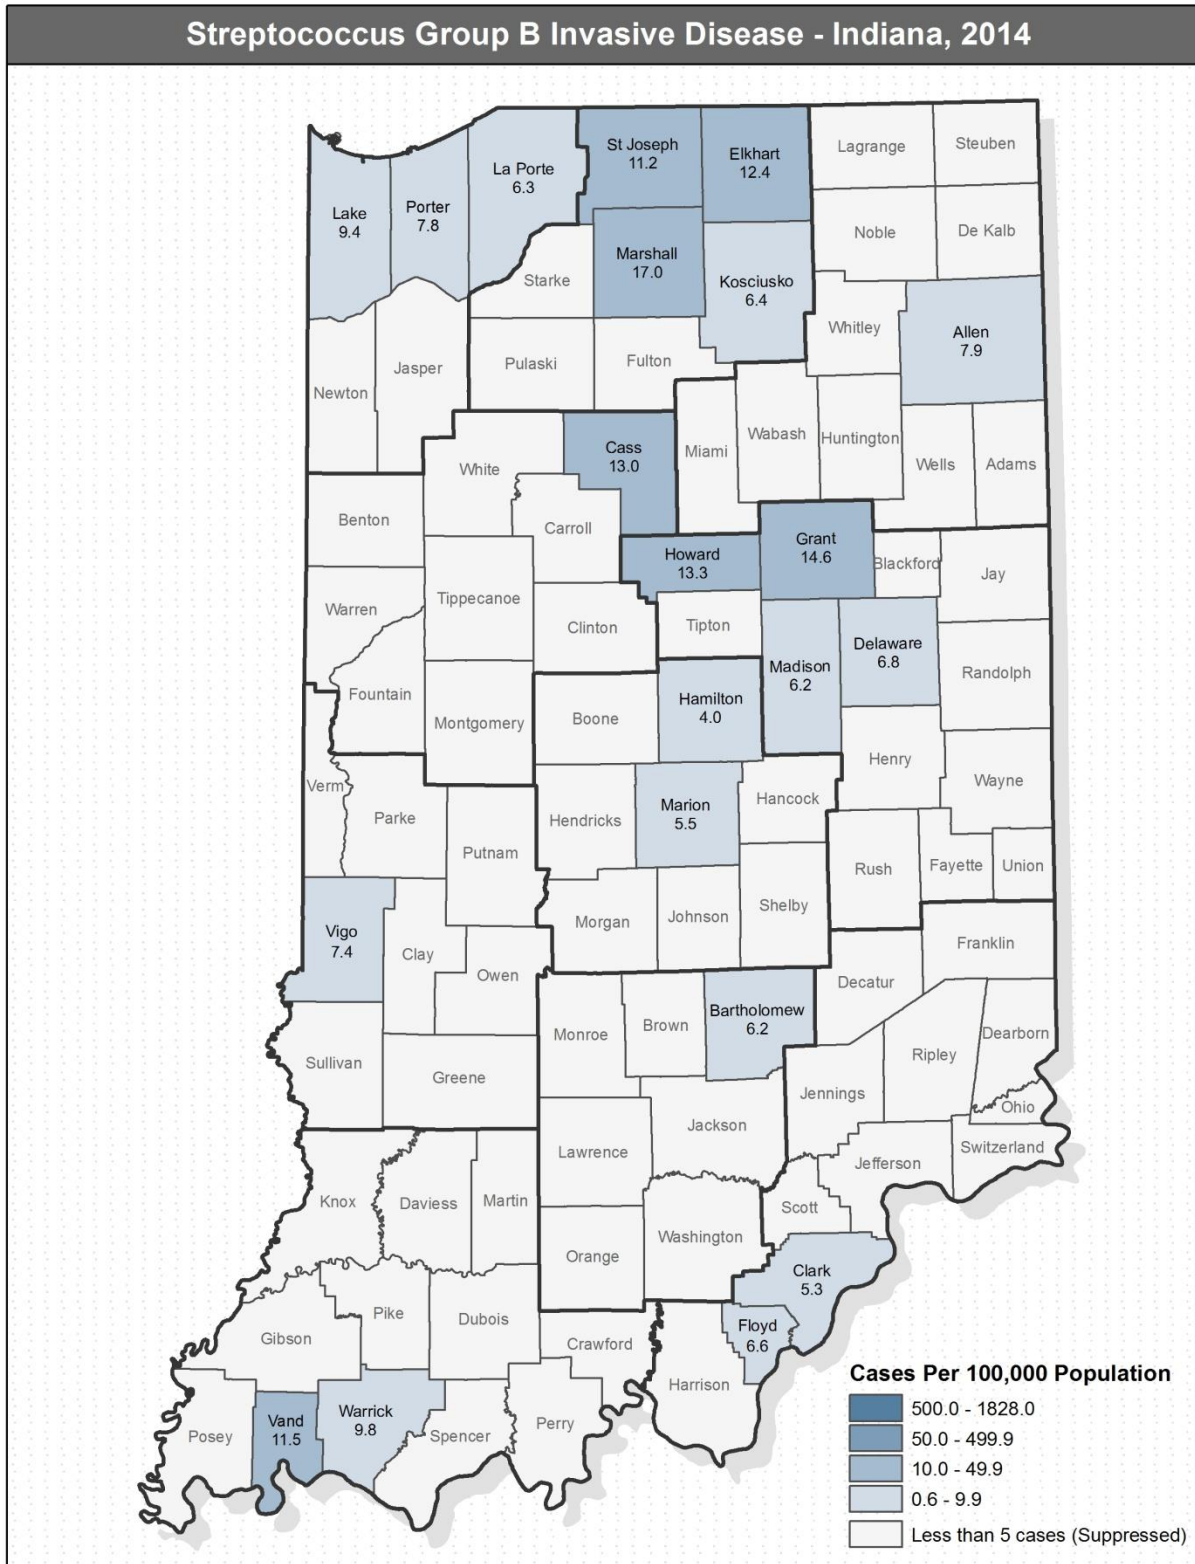 Streptococcus Group B Invasive Disease - Indiana, 2014
St Joseph
11.2
Elkhart
12.4
Lagrange
Steuben
La Porte
6.3
Lake
9.4
Porter
7.8
Noble
De Kalb
Marshall
17.0
Starke
Kosciusko
6.4
Whitley
Allen
7.9
Newton
Jasper
Pulaski
Fulton
White
Cass
13.0
Miami
Wabash
Huntington
Wells
Adams
Benton
Carroll
Howard
13.3
Grant
14.6
Blackford
Jay
Warren
Tippecanoe
Clinton
Tipton
Madison
6.2
Delaware
6.8
Randolph
Fountain
Montgomery
Boone
Hamilton
4.0
Henry
Wayne
Verm
Parke
Putnam
Hendricks
Marion
5.5
Hancock
Rush
Fayette
Union
Vigo
7.4
Clay
Owen
Morgan
Johnson
Shelby
Franklin
Decatur
Sullivan
Greene
Monroe
Brown
Bartholomew
6.2
Jennings
Ripley
Dearborn
Ohio
Switzerland
Lawrence
Jackson
Jefferson
Knox
Daviess
Martin
Scott
Orange
Washington
Clark
5.3
Gibson
Pike
Dubois
Crawford
Floyd
6.6
Harrison
Posey
Vand
11.5
Warrick
9.8
Spencer
Perry
Cases Per 100,000 Population
500.0 - 1828.0
50.0 - 499.9
10.0 - 49.9
0.6 - 9.9
Less than 5 cases (Suppressed)